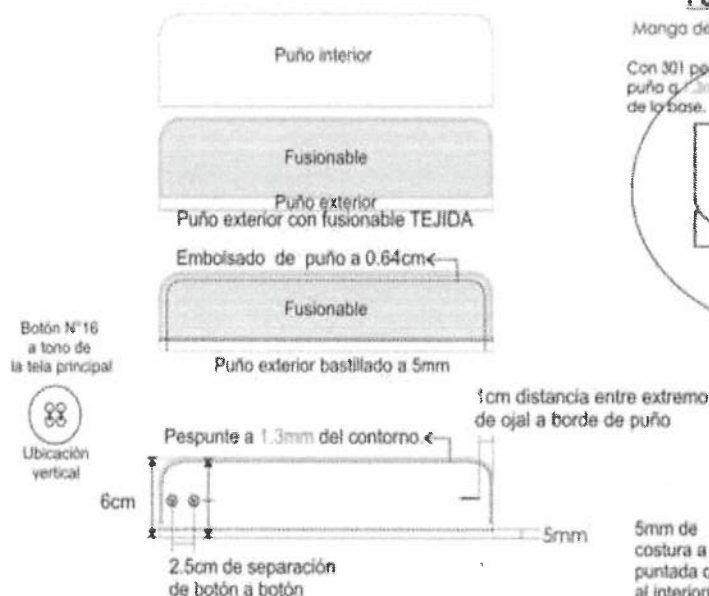 Puño interior
Fusionable
Puño exterior
Puño exterior con fusionable TEJIDA
Embolsado de puño a 0.64cm
Fusionable
Puño exterior bastillado a 5mm
Botón N°16
a tono de
la tela principal
Ubicación
vertical
1cm distancia entre extremo
de ojal a borde de puño
Pespunte a 1.3mm del contorno.
6cm
5mm
2.5cm de separación
de botón a botón
Manga de
Con 301
puño a
de la base.
5mm de
costura a
puntada
al interior